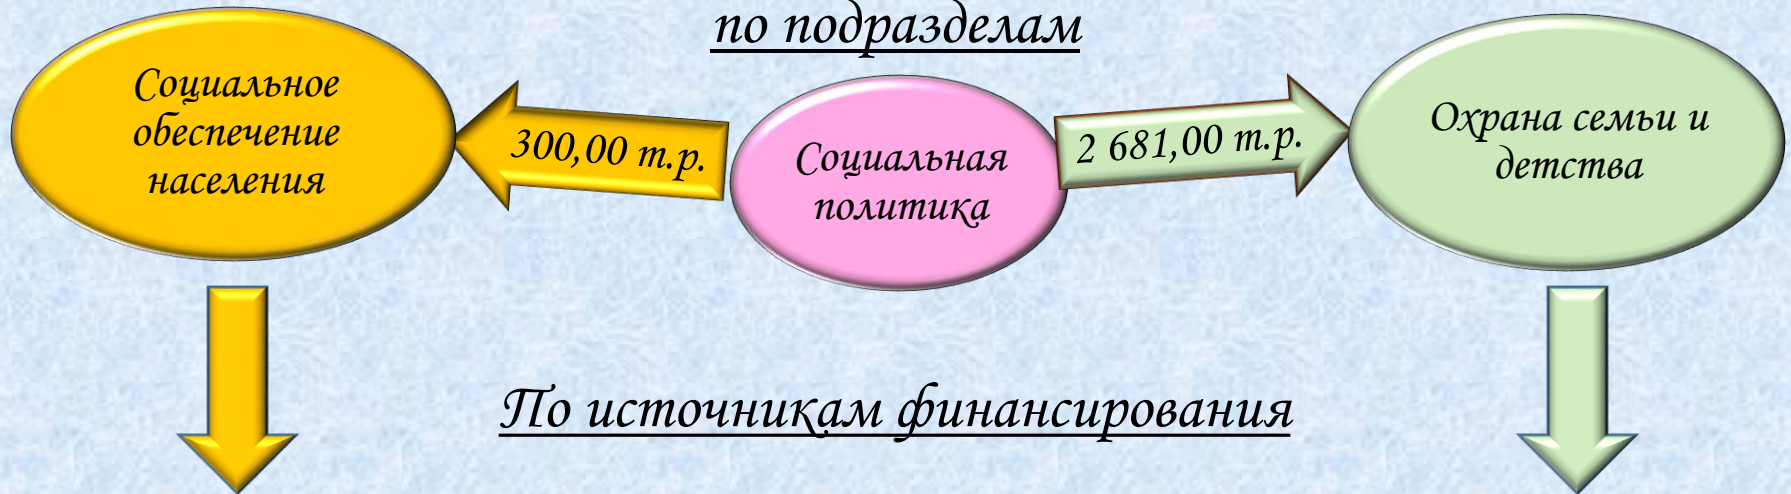 по подразделам
Социальное
обеспечение
населения
300,00 т.р.
Социальная
политика
2 681,00 т.р.
Охрана семьи и
детства
По источникам финансирования